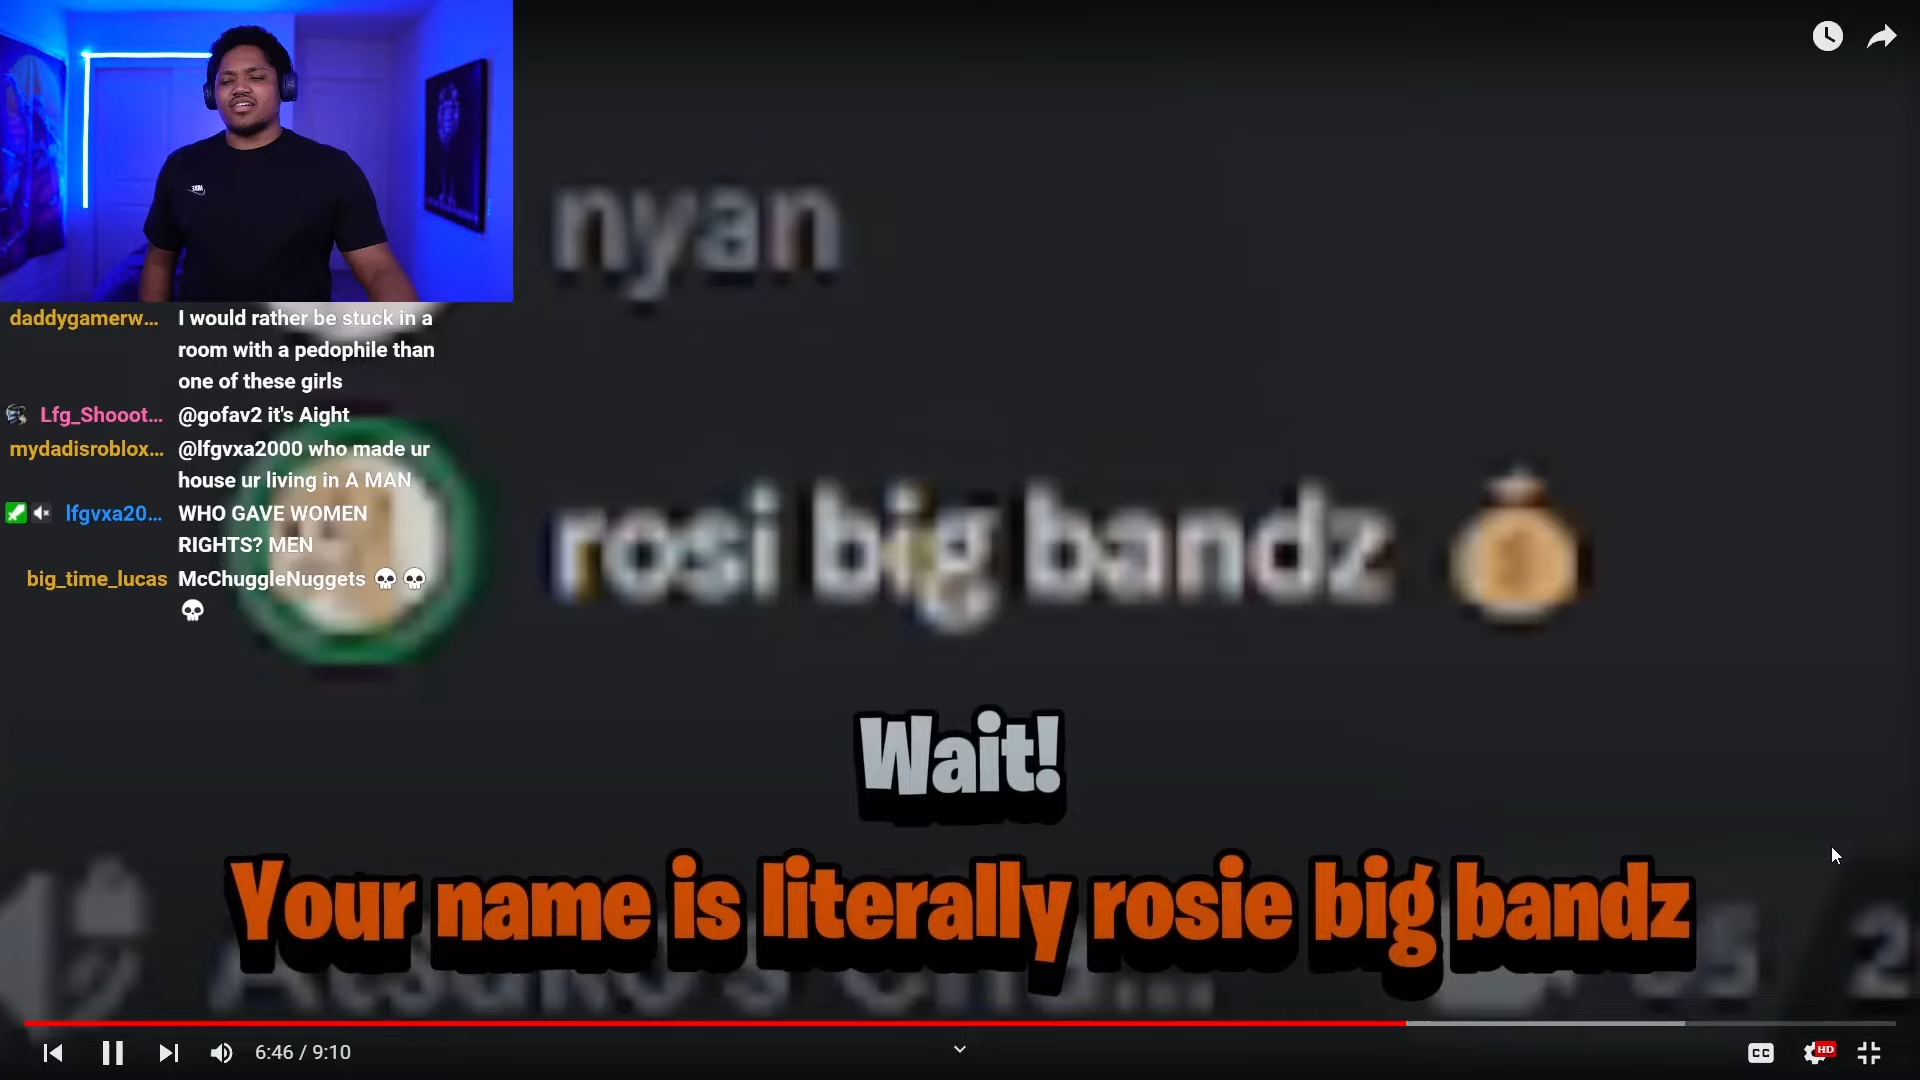 nyan
daddygamerw... I would rather be stuck in a
room with a pedophile than
one of these girls
Lfg_Shooot... @gofav2 it's Aight
mydadisroblox... @lfgvxa2000 who made ur
house ur living in A MAN
lfgvxa20... WHO GAVE WOMEN
RIGHTS? MEN
big_time_lucas McChuggleNuggets 💀 💀
💀
rosi big bandz 💰
Wait!
Your name is literally rosie big bandz
6:46 / 9:10
CC
HD